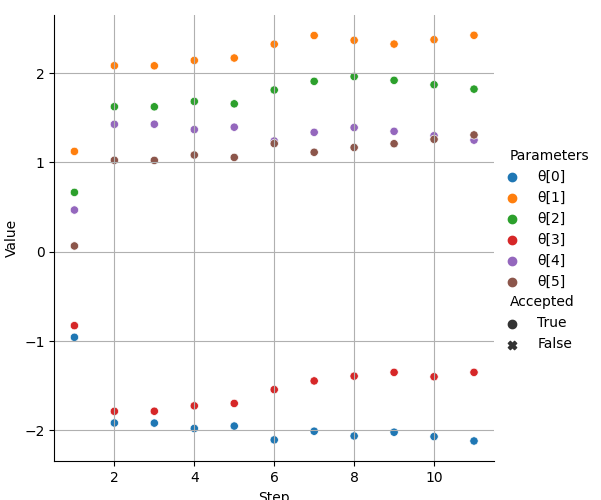 Value
2
1
0
−1
−2
2
4
6
8
10
Step
Parameters
θ[0]
θ[1]
θ[2]
θ[3]
θ[4]
θ[5]
Accepted
True
False